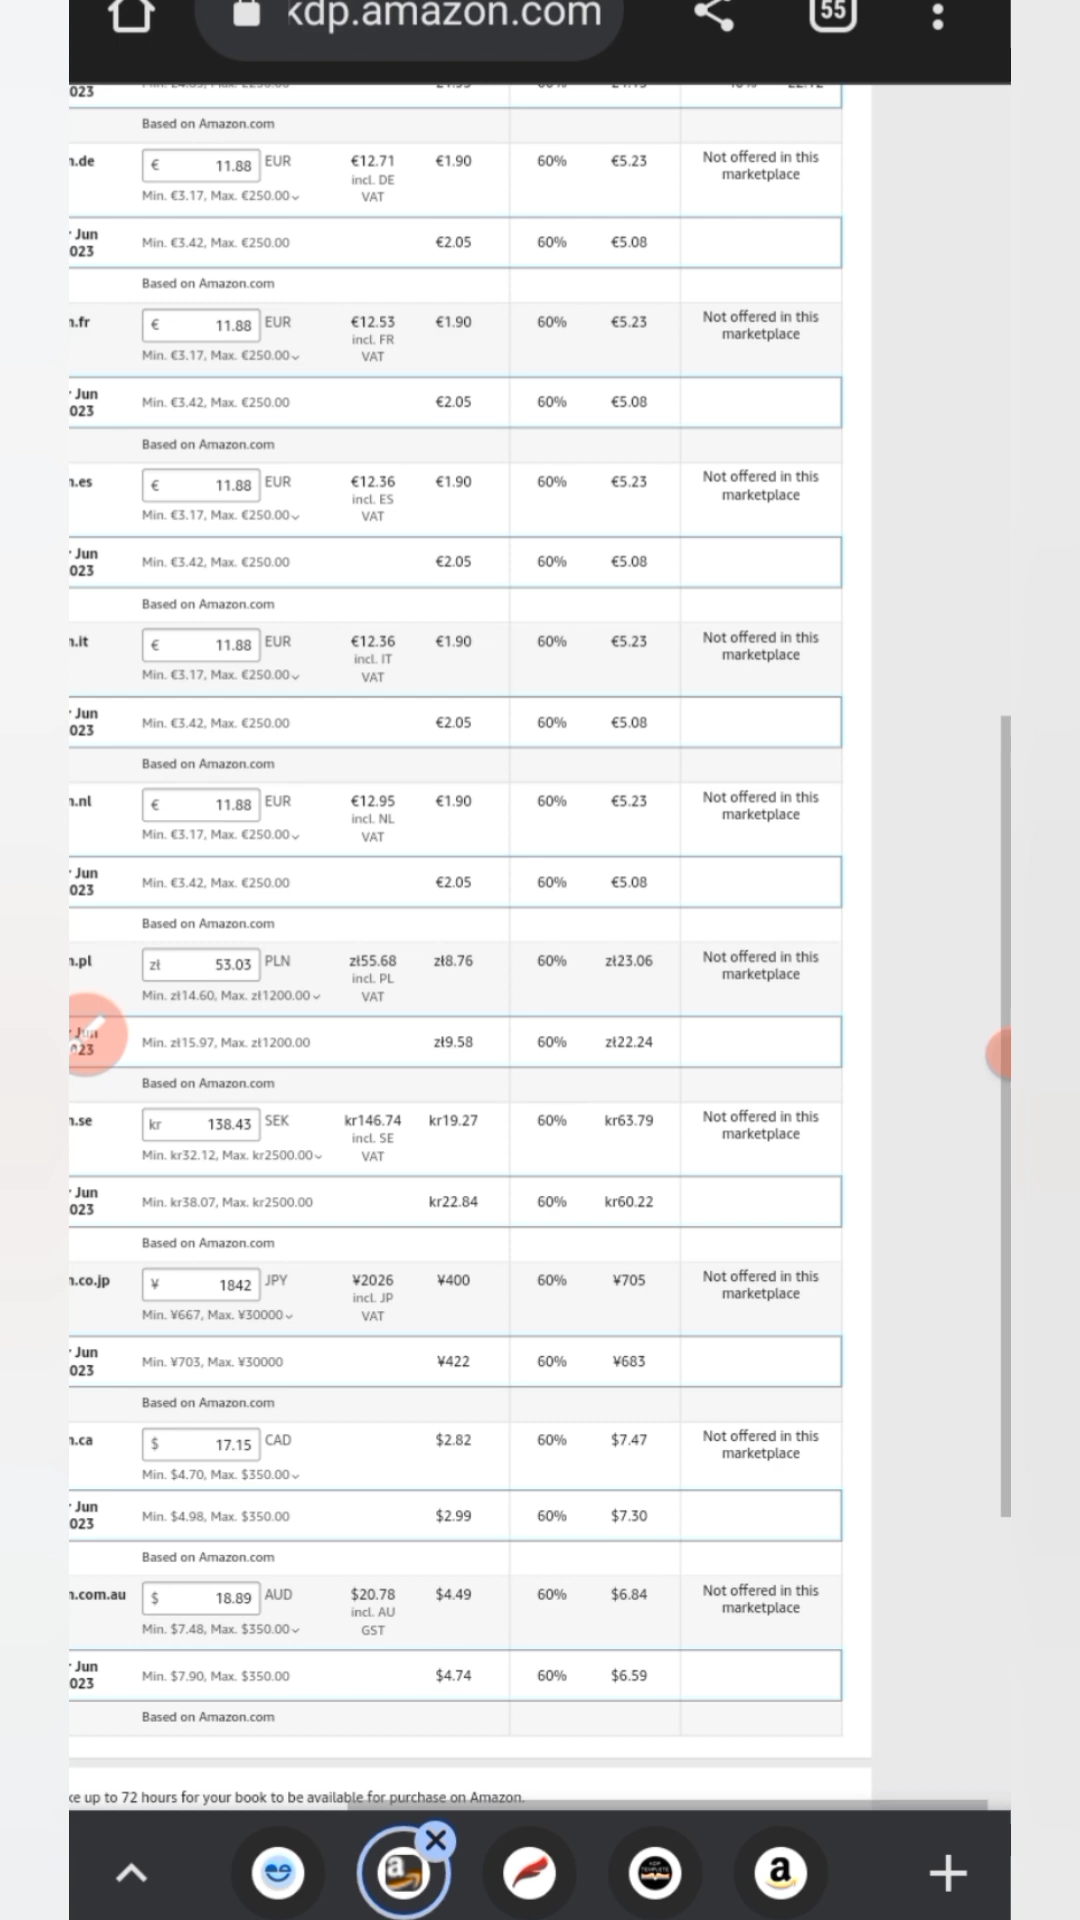 kdp.amazon.com
55
023
Based on Amazon.com
n.de € 11.88 EUR €12.71 €1.90 60% €5.23 Not offered in this
incl. DE marketplace
Min. €3.17, Max. €250.00 VAT
Jun
023 Min. €3.42, Max. €250.00 €2.05 60% €5.08
Based on Amazon.com
n.fr € 11.88 EUR €12.53 €1.90 60% €5.23 Not offered in this
incl. FR marketplace
Min. €3.17, Max. €250.00 VAT
Jun
023 Min. €3.42, Max. €250.00 €2.05 60% €5.08
Based on Amazon.com
n.es € 11.88 EUR €12.36 €1.90 60% €5.23 Not offered in this
incl. ES marketplace
Min. €3.17, Max. €250.00 VAT
Jun
023 Min. €3.42, Max. €250.00 €2.05 60% €5.08
Based on Amazon.com
n.it € 11.88 EUR €12.36 €1.90 60% €5.23 Not offered in this
incl. IT marketplace
Min. €3.17, Max. €250.00 VAT
Jun
023 Min. €3.42, Max. €250.00 €2.05 60% €5.08
Based on Amazon.com
n.nl € 11.88 EUR €12.95 €1.90 60% €5.23 Not offered in this
incl. NL marketplace
Min. €3.17, Max. €250.00 VAT
Jun
023 Min. €3.42, Max. €250.00 €2.05 60% €5.08
Based on Amazon.com
n.pl zł 53.03 PLN zł55.68 zł8.76 60% zł23.06 Not offered in this
incl. PL marketplace
Min. zł14.60, Max. zł1200.00 VAT
Jun
023 Min. zł15.97, Max. zł1200.00 zł9.58 60% zł22.24
Based on Amazon.com
n.se kr 138.43 SEK kr146.74 kr19.27 60% kr63.79 Not offered in this
incl. SE marketplace
Min. kr32.12, Max. kr2500.00 VAT
Jun
023 Min. kr38.07, Max. kr2500.00 kr22.84 60% kr60.22
Based on Amazon.com
n.co.jp ¥ 1842 JPY ¥2026 ¥400 60% ¥705 Not offered in this
incl. JP marketplace
Min. ¥667, Max. ¥30000 VAT
Jun
023 Min. ¥703, Max. ¥30000 ¥422 60% ¥683
Based on Amazon.com
n.ca $ 17.15 CAD $2.82 60% $7.47 Not offered in this
marketplace
Min. $4.70, Max. $350.00
Jun
023 Min. $4.98, Max. $350.00 $2.99 60% $7.30
Based on Amazon.com
n.com.au $ 18.89 AUD $20.78 $4.49 60% $6.84 Not offered in this
incl. AU marketplace
Min. $7.48, Max. $350.00 GST
Jun
023 Min. $7.90, Max. $350.00 $4.74 60% $6.59
Based on Amazon.com
ke up to 72 hours for your book to be available for purchase on Amazon.